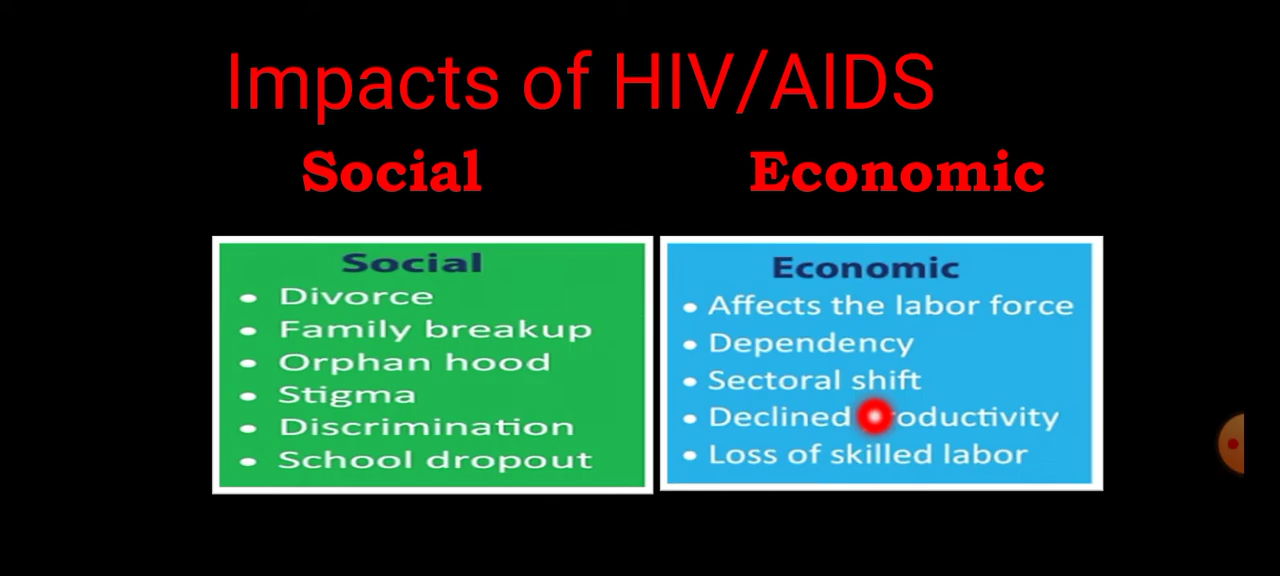 Impacts of HIV/AIDS
Social
Economic
Social
• Divorce
• Family breakup
• Orphan hood
• Stigma
• Discrimination
• School dropout
Economic
• Affects the labor force
• Dependency
• Sectoral shift
• Declined productivity
• Loss of skilled labor